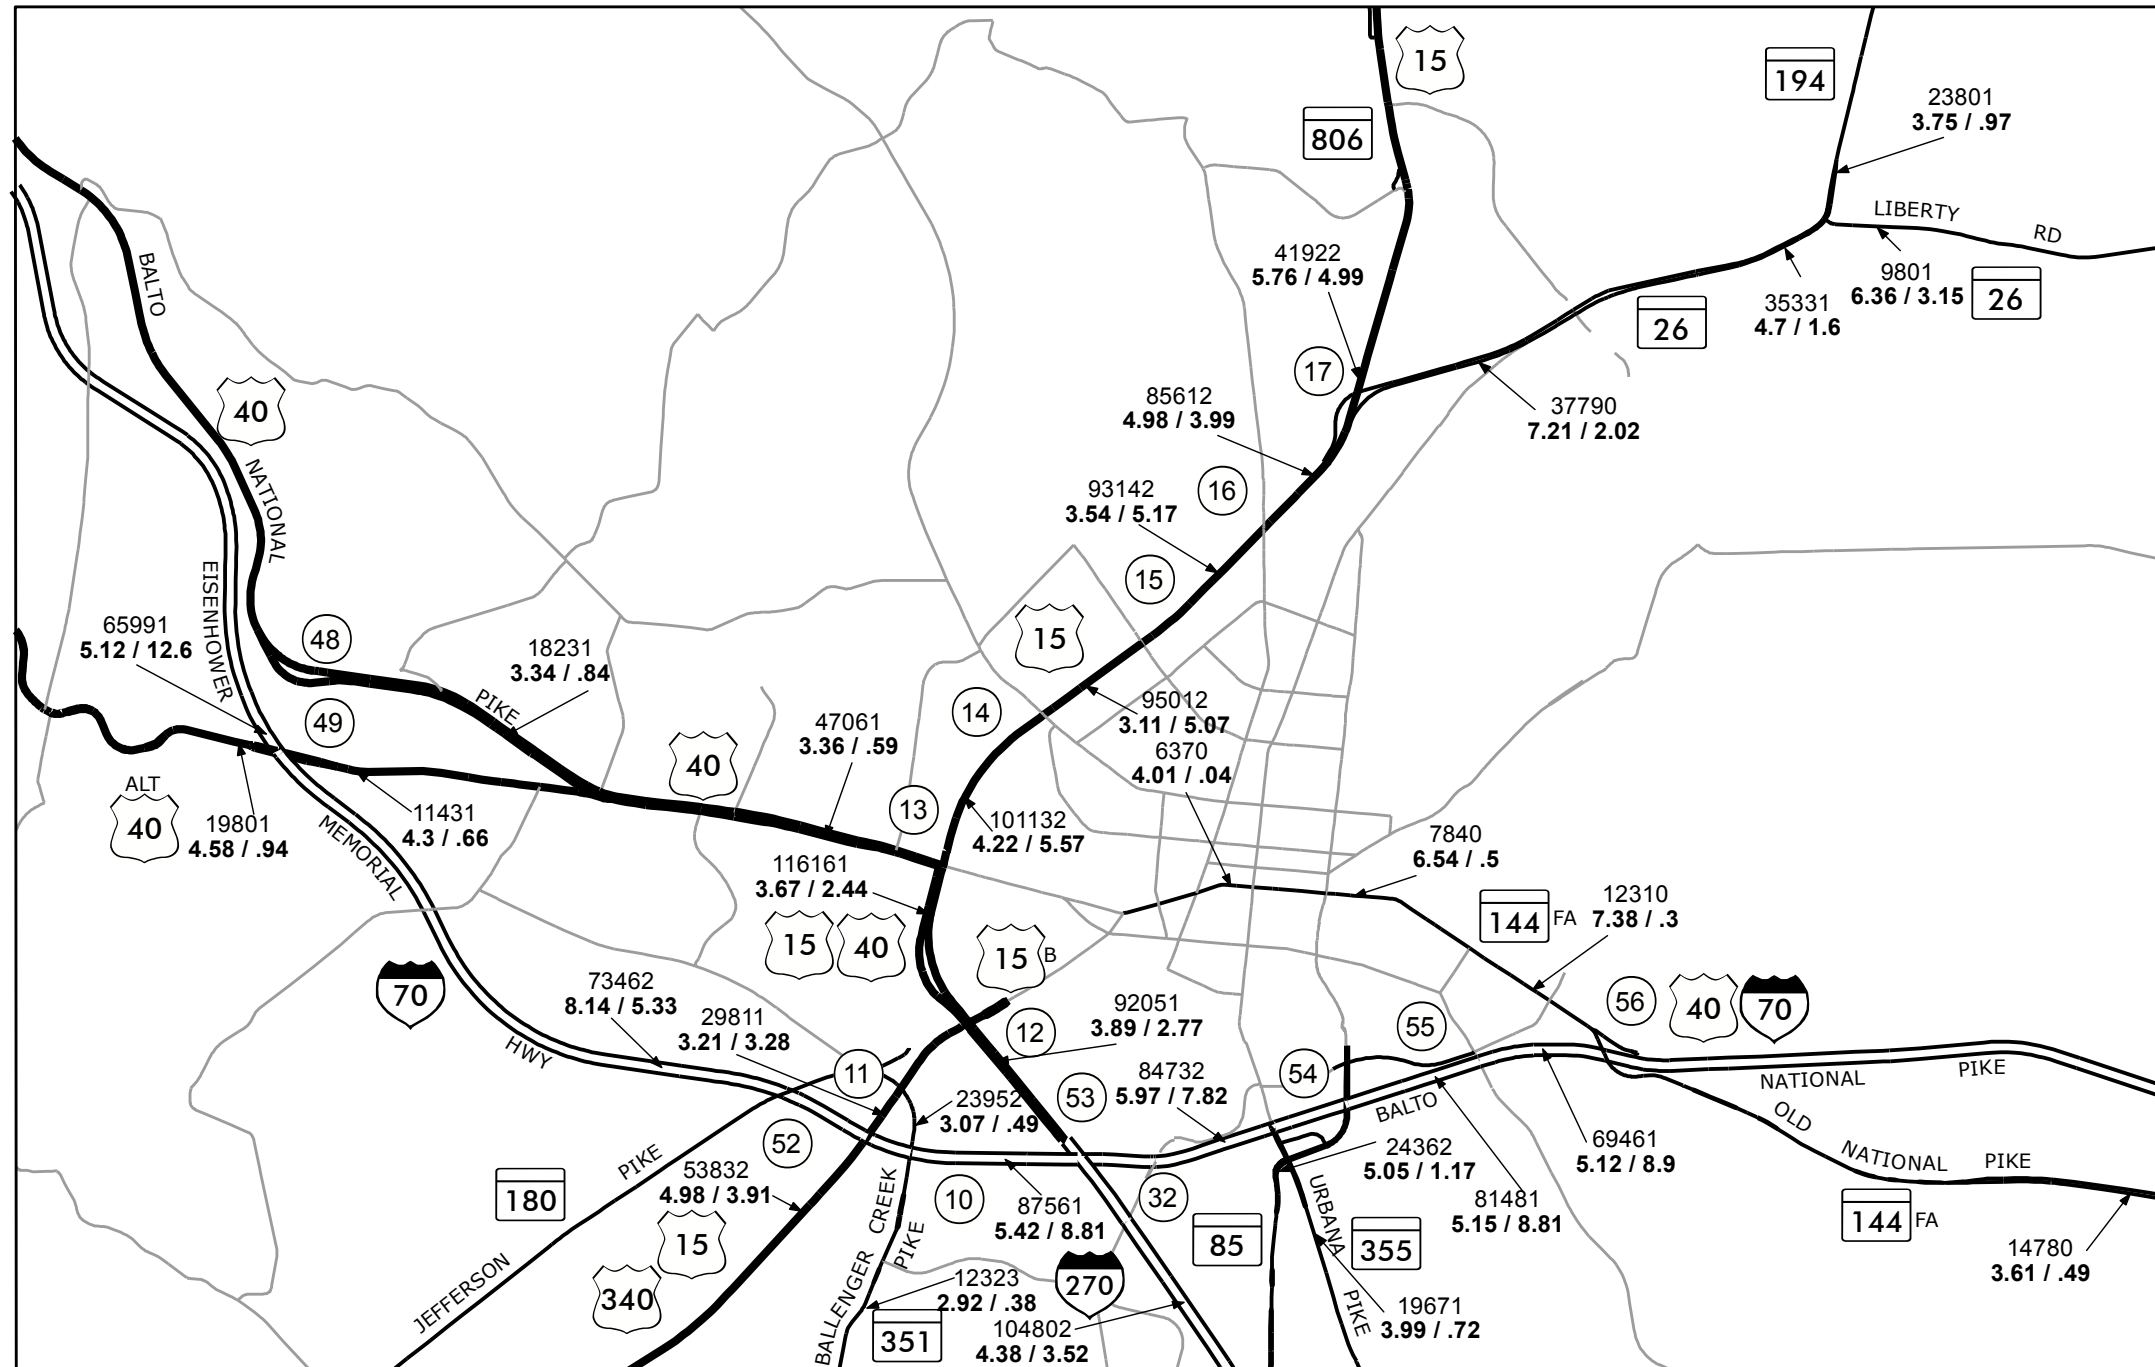 15
194
23801
3.75 / .97
806
LIBERTY
RD
BALTO
41922
5.76 / 4.99
9801
6.36 / 3.15
26
35331
4.7 / 1.6
26
17
40
85612
4.98 / 3.99
37790
7.21 / 2.02
NATIONAL
16
93142
3.54 / 5.17
15
EISENHOWER
65991
5.12 / 12.6
48
18231
3.34 / .84
15
PIKE
49
14
95012
3.11 / 5.07
47061
3.36 / .59
6370
4.01 / .04
40
ALT
40
19801
4.58 / .94
11431
4.3 / .66
13
101132
4.22 / 5.57
7840
6.54 / .5
MEMORIAL
116161
3.67 / 2.44
12310
7.38 / .3
144 FA
15
40
15 B
70
73462
8.14 / 5.33
29811
3.21 / 3.28
92051
3.89 / 2.77
56
40
70
12
55
HWY
11
84732
5.97 / 7.82
54
NATIONAL
PIKE
53
23952
3.07 / .49
BALTO
OLD
52
69461
5.12 / 8.9
PIKE
53832
4.98 / 3.91
24362
5.05 / 1.17
NATIONAL
PIKE
180
10
87561
5.42 / 8.81
32
81481
5.15 / 8.81
144 FA
15
CREEK
PIKE
85
URBANA
355
14780
3.61 / .49
JEFFERSON
340
BALLENGER
12323
2.92 / .38
270
PIKE
19671
3.99 / .72
351
104802
4.38 / 3.52